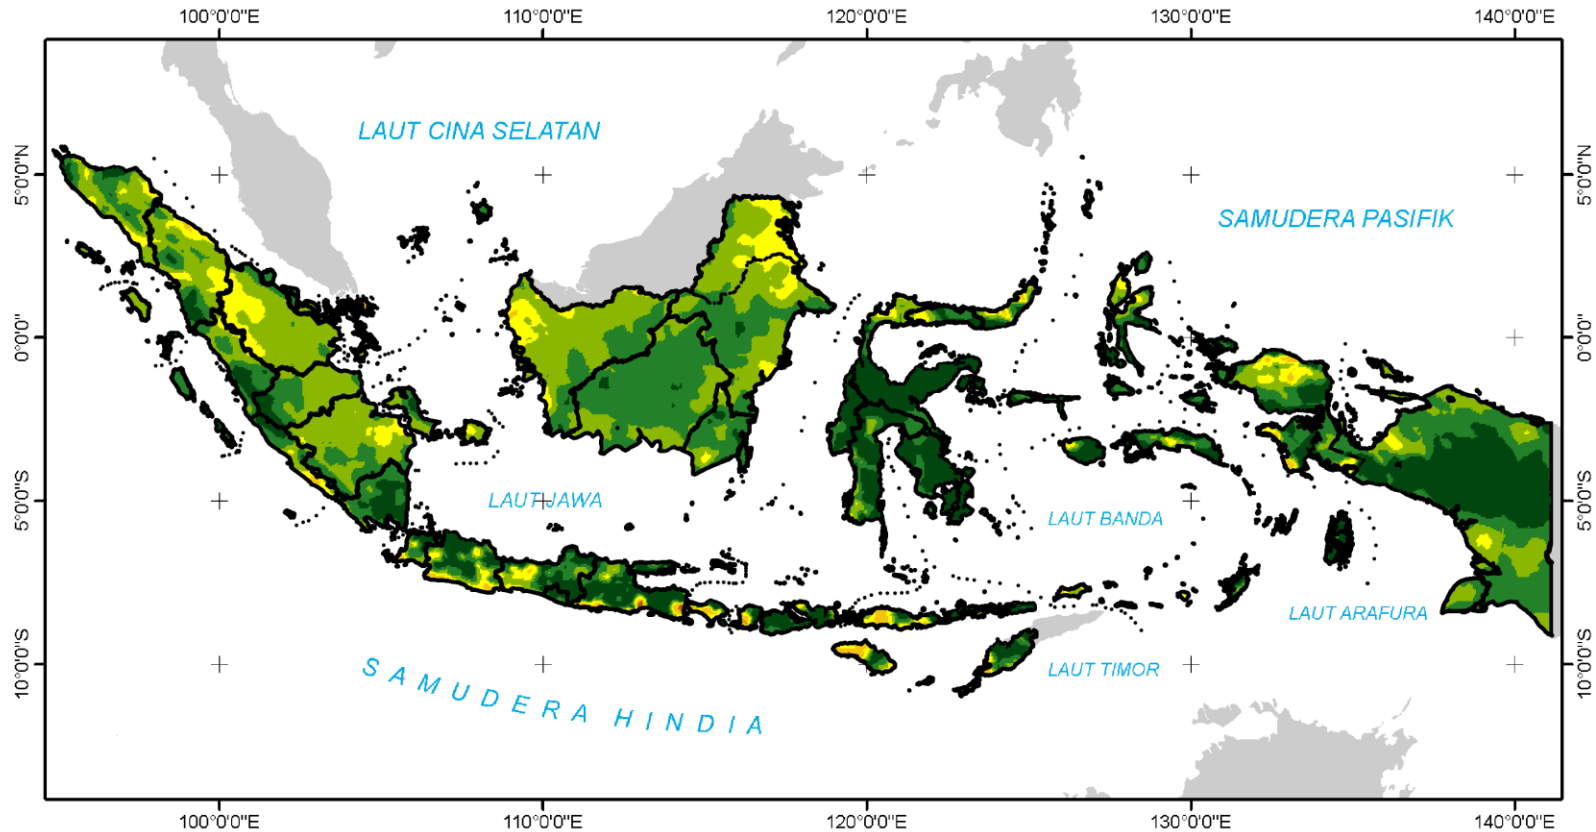 100°0'0"E 110°0'0"E 120°0'0"E 130°0'0"E 140°0'0"E
LAUT CINA SELATAN
5°0'0"N 5°0'0"N
SAMUDERA PASIFIK
0°0'0" 0°0'0"
5°0'0"S LAUT JAWA 5°0'0"S
LAUT BANDA
LAUT ARAFURA
10°0'0"S LAUT TIMOR 10°0'0"S
SAMUDERA HINDIA
100°0'0"E 110°0'0"E 120°0'0"E 130°0'0"E 140°0'0"E